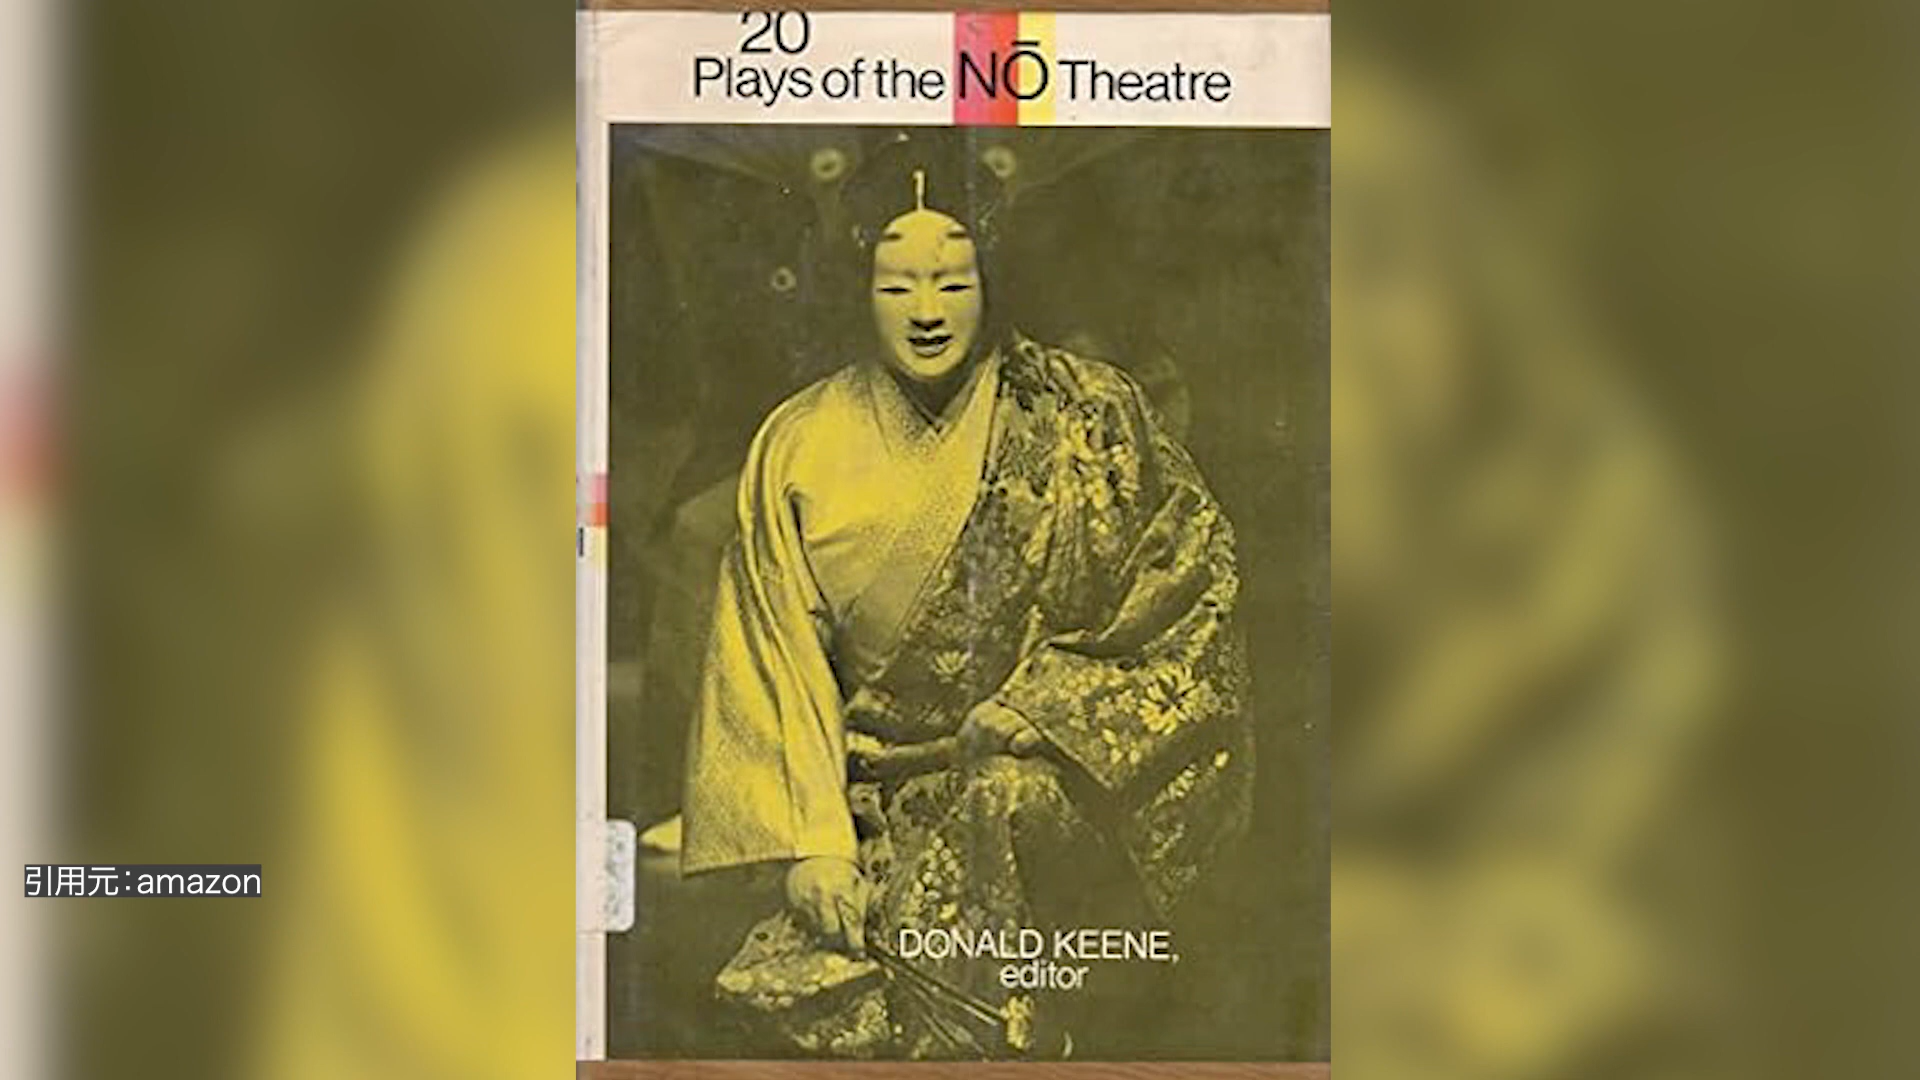 20
Plays of the NŌ Theatre
DONALD KEENE,
editor
引用元：amazon